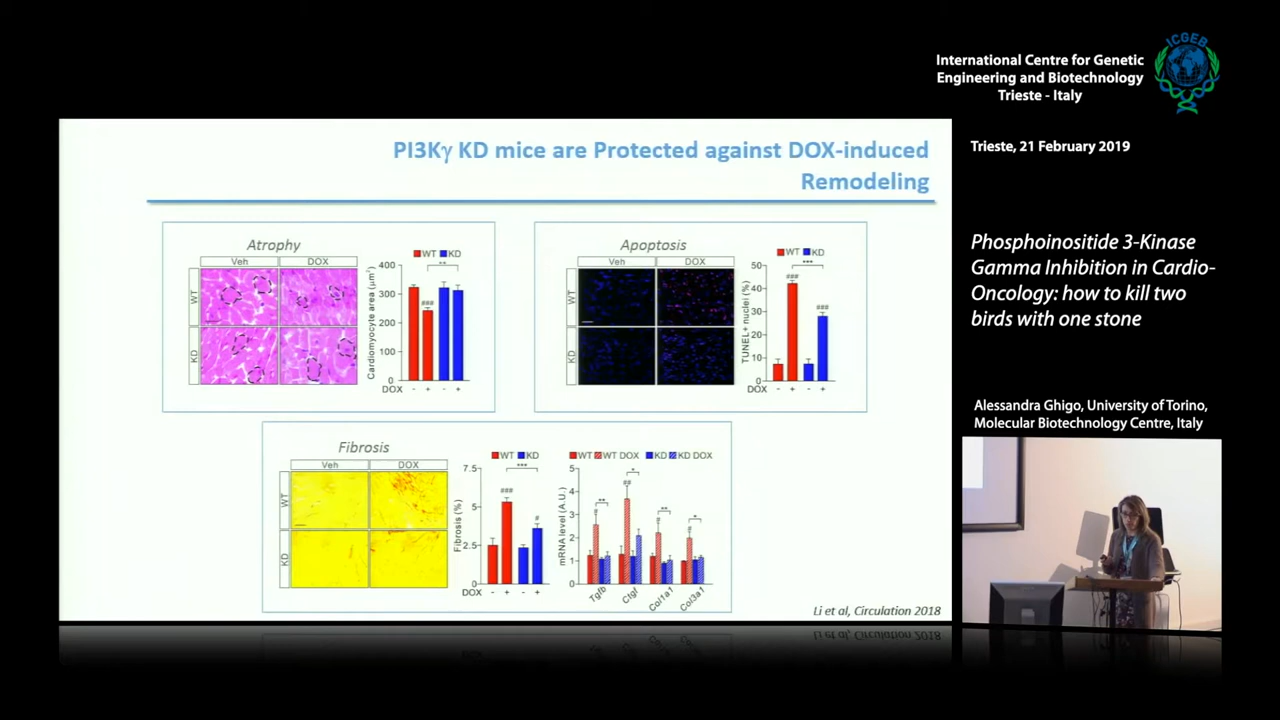 ICGEB
International Centre for Genetic
Engineering and Biotechnology
Trieste - Italy
Trieste, 21 February 2019
Phosphoinositide 3-Kinase
Gamma Inhibition in Cardio-
Oncology: how to kill two
birds with one stone
Alessandra Ghigo, University of Torino,
Molecular Biotechnology Centre, Italy
PI3Kγ KD mice are Protected against DOX-induced
Remodeling
Atrophy
Veh DOX
WT
KD
WT KD
Cardiomyocyte area (μm²)
400
300
200
100
0
**
###
DOX - + - +
Apoptosis
Veh DOX
WT
KD
WT KD
TUNEL+ nuclei (%)
50
40
30
20
10
0
***
###
###
DOX - + - +
Fibrosis
Veh DOX
WT
KD
WT KD
Fibrosis (%)
7.5
5
2.5
0
***
###
#
DOX - + - +
WT WT DOX KD KD DOX
mRNA level (A.U.)
5
4
3
2
1
0
#
**
##
*
#
**
#
*
Tgfb
Ctgf
Col1a1
Col3a1
Li et al, Circulation 2018